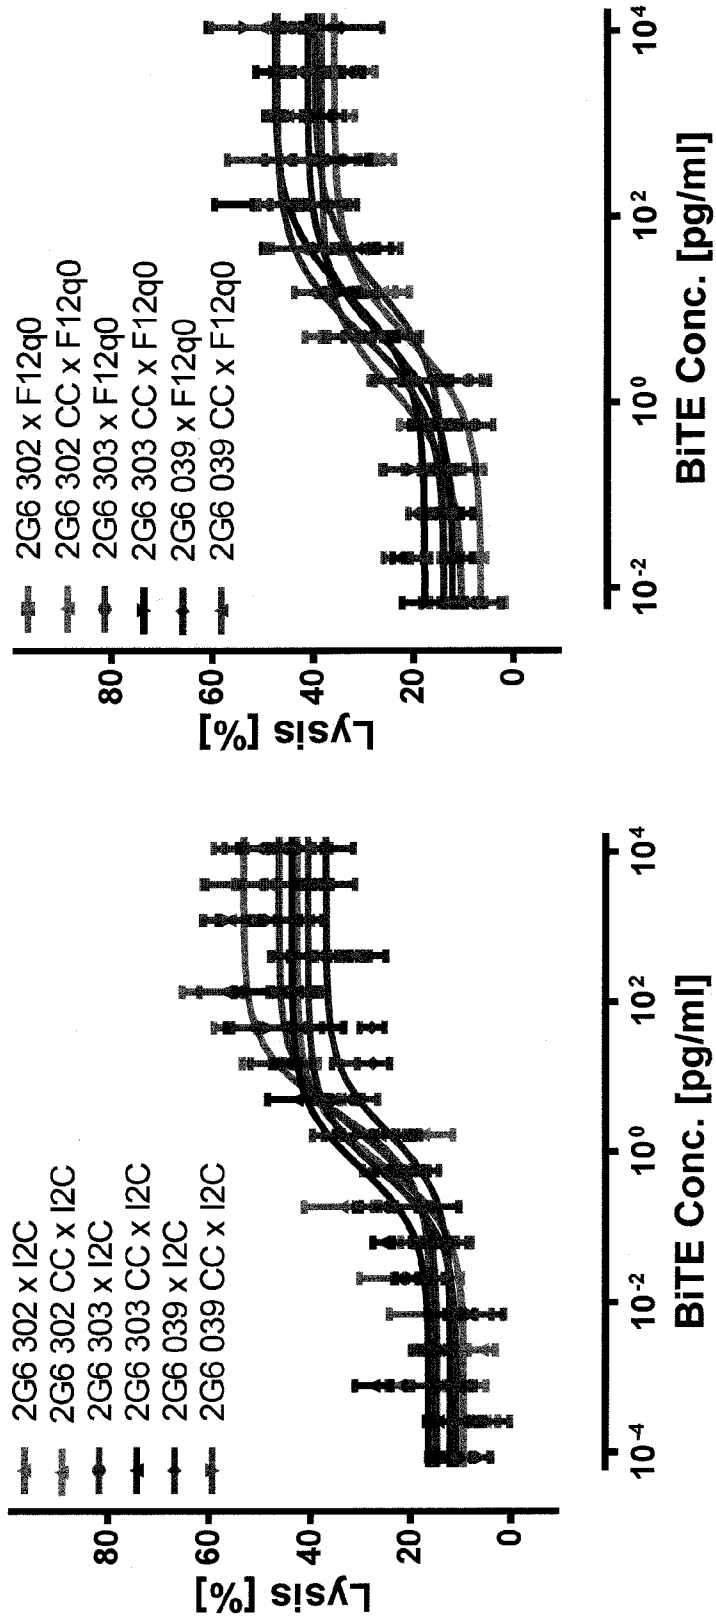 2G6 302 x I2C
2G6 302 CC x I2C
2G6 303 x I2C
2G6 303 CC x I2C
2G6 039 x I2C
2G6 039 CC x I2C
Lysis [%]
80
60
40
20
0
10-4
10-2
100
102
104
BiTE Conc. [pg/ml]
2G6 302 x F12q0
2G6 302 CC x F12q0
2G6 303 x F12q0
2G6 303 CC x F12q0
2G6 039 x F12q0
2G6 039 CC x F12q0
Lysis [%]
80
60
40
20
0
10-2
100
102
104
BiTE Conc. [pg/ml]